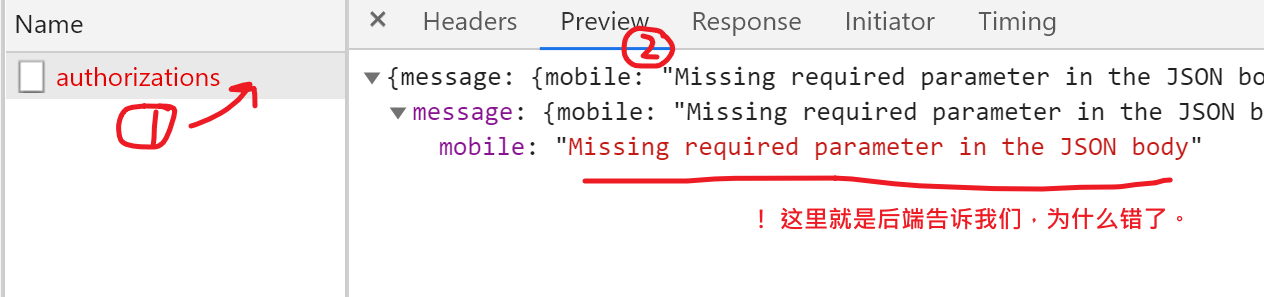 Name
× Headers Preview Response Initiator Timing
②
authorizations
①
▼{message: {mobile: "Missing required parameter in the JSON bo
▼message: {mobile: "Missing required parameter in the JSON b
mobile: "Missing required parameter in the JSON body"
！这里就是后端告诉我们，为什么错了。